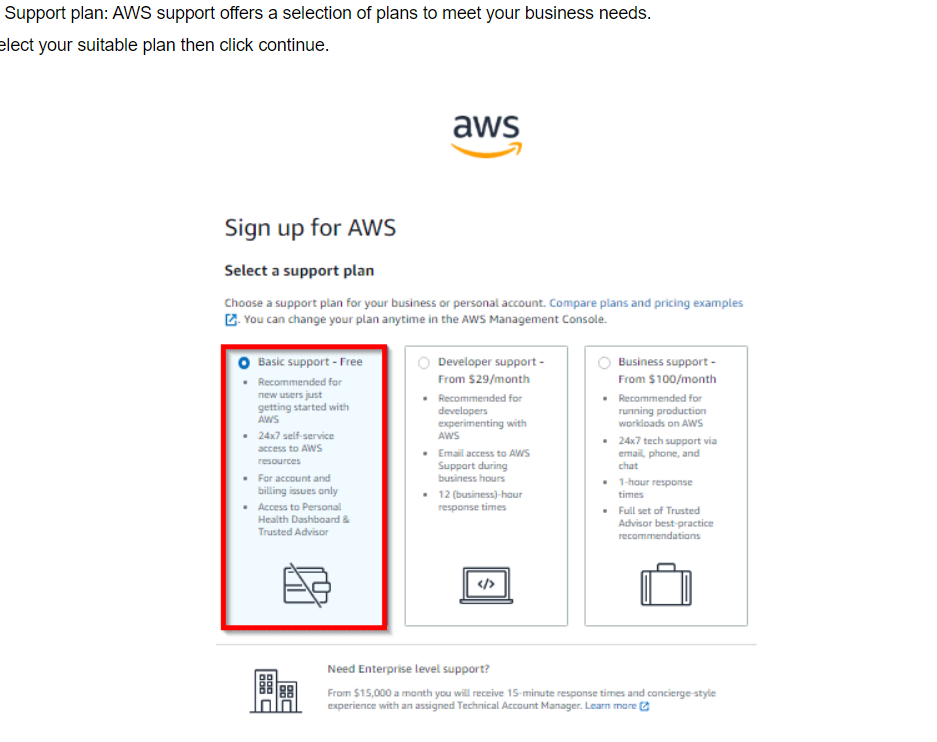 Support plan: AWS support offers a selection of plans to meet your business needs.
elect your suitable plan then click continue.
aws
Sign up for AWS
Select a support plan
Choose a support plan for your business or personal account. Compare plans and pricing examples
. You can change your plan anytime in the AWS Management Console.
Basic support - Free
• Recommended for
new users just
getting started with
AWS
• 24x7 self-service
access to AWS
resources
• For account and
billing issues only
• Access to Personal
Health Dashboard &
Trusted Advisor
Developer support -
From $29/month
• Recommended for
developers
experimenting with
AWS
• Email access to AWS
Support during
business hours
• 12 (business)-hour
response times
</>
Business support -
From $100/month
• Recommended for
running production
workloads on AWS
• 24x7 tech support via
email, phone, and
chat
• 1-hour response
times
• Full set of Trusted
Advisor best-practice
recommendations
Need Enterprise level support?
From $15,000 a month you will receive 15-minute response times and concierge-style
experience with an assigned Technical Account Manager. Learn more